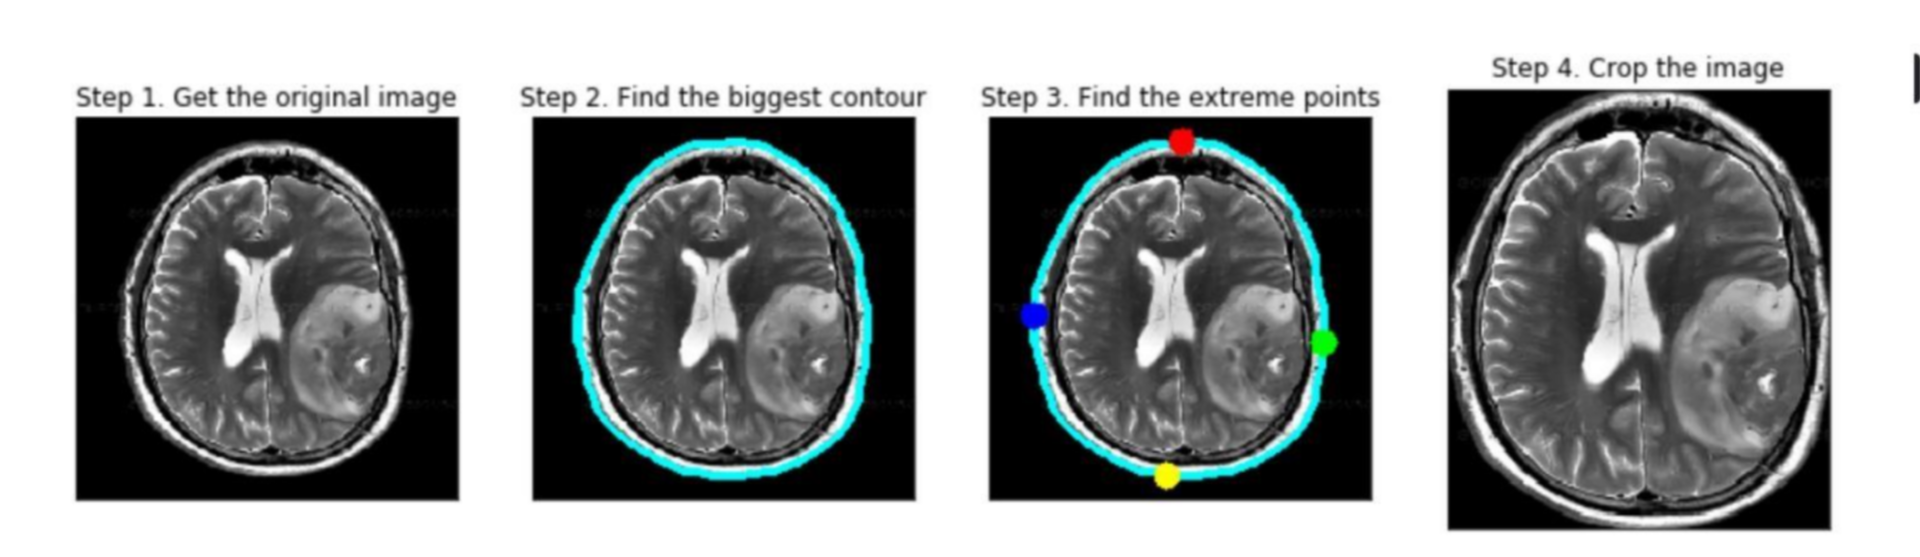 Step 1. Get the original image
Step 2. Find the biggest contour
Step 3. Find the extreme points
Step 4. Crop the image